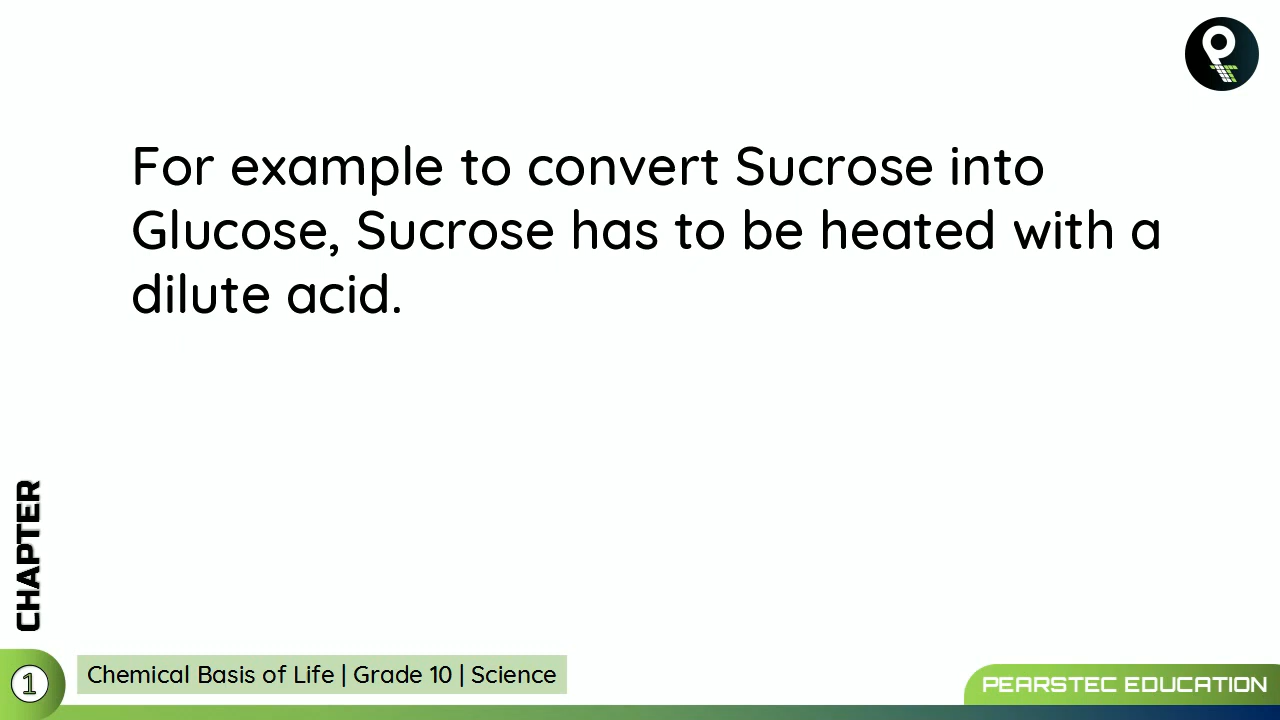 For example to convert Sucrose into
Glucose, Sucrose has to be heated with a
dilute acid.
CHAPTER
1
Chemical Basis of Life | Grade 10 | Science
PEARSTEC EDUCATION